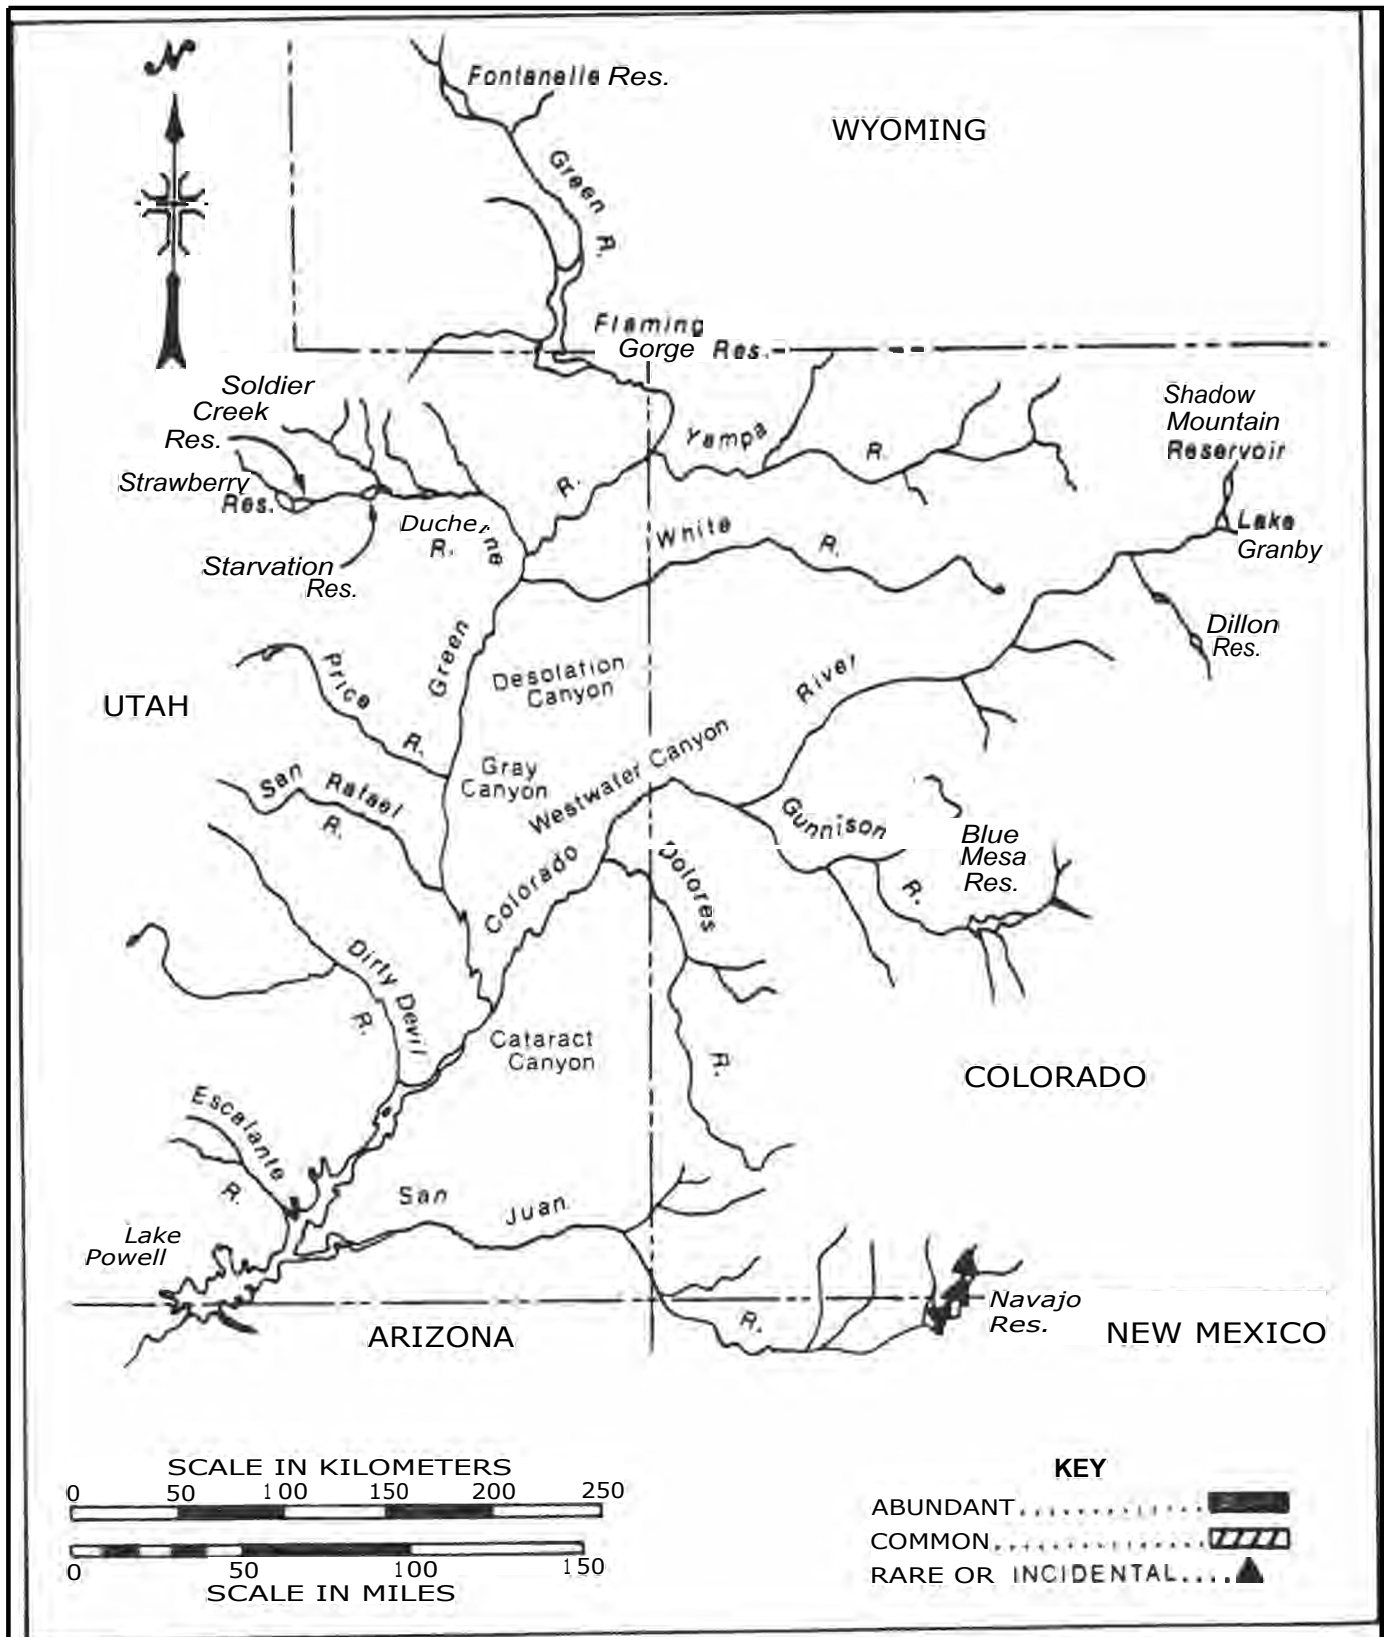 N
Fontanelle Res.
WYOMING
Green
R.
Flaming
Gorge Res.
Soldier
Creek
Res.
Strawberry
Res.
Starvation
Res.
Duchesne
R.
R.
Yampa
R.
Shadow
Mountain
Reservoir
Lake
Granby
White
R.
Dillon
Res.
Green
Desolation
Canyon
River
UTAH
Price
R.
Gray
Canyon
Westwater Canyon
San Rafael
R.
Gunnison
R.
Blue
Mesa
Res.
Colorado
Dolores
R.
Dirty Devil
R.
Cataract
Canyon
COLORADO
Escalante
R.
San Juan
R.
Lake
Powell
Navajo
Res.
ARIZONA
NEW MEXICO
SCALE IN KILOMETERS
0 50 100 150 200 250
0 50 100 150
SCALE IN MILES
KEY
ABUNDANT
COMMON
RARE OR INCIDENTAL